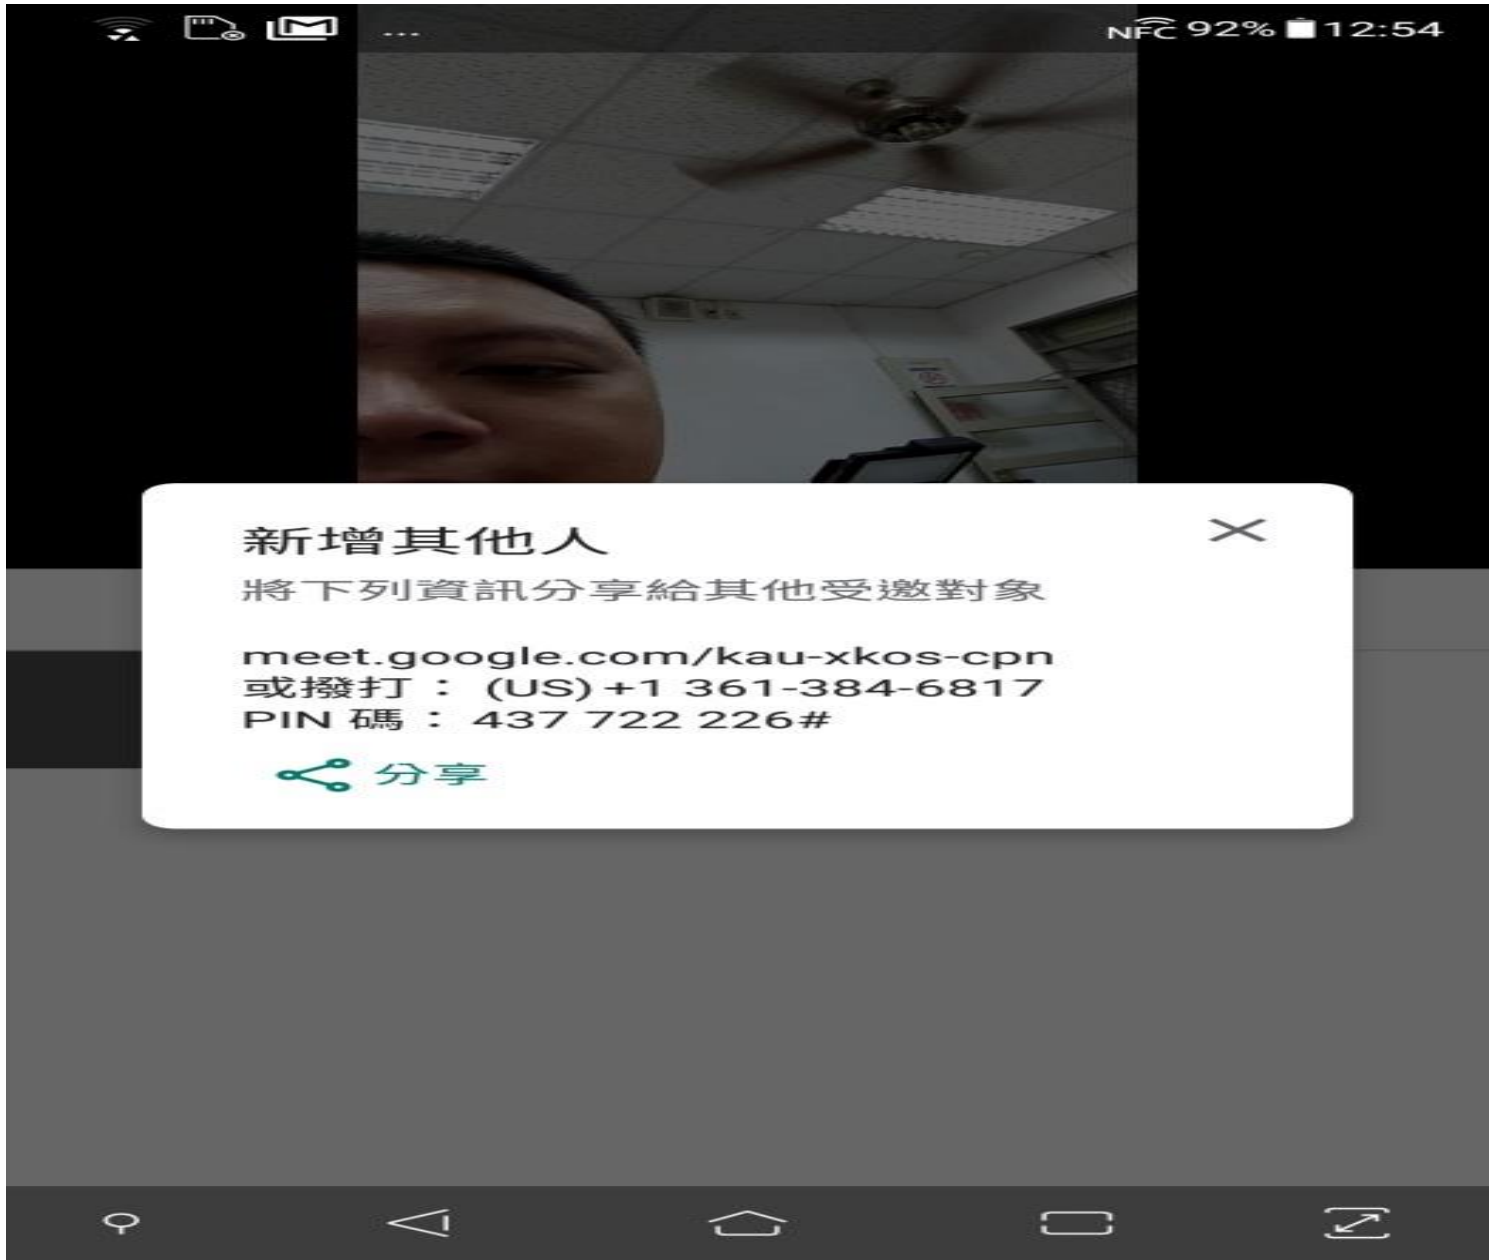 NFC 92% 12:54
新增其他人
將下列資訊分享給其他受邀對象
meet.google.com/kau-xkos-cpn
或撥打： (US) +1 361-384-6817
PIN 碼： 437 722 226#
分享